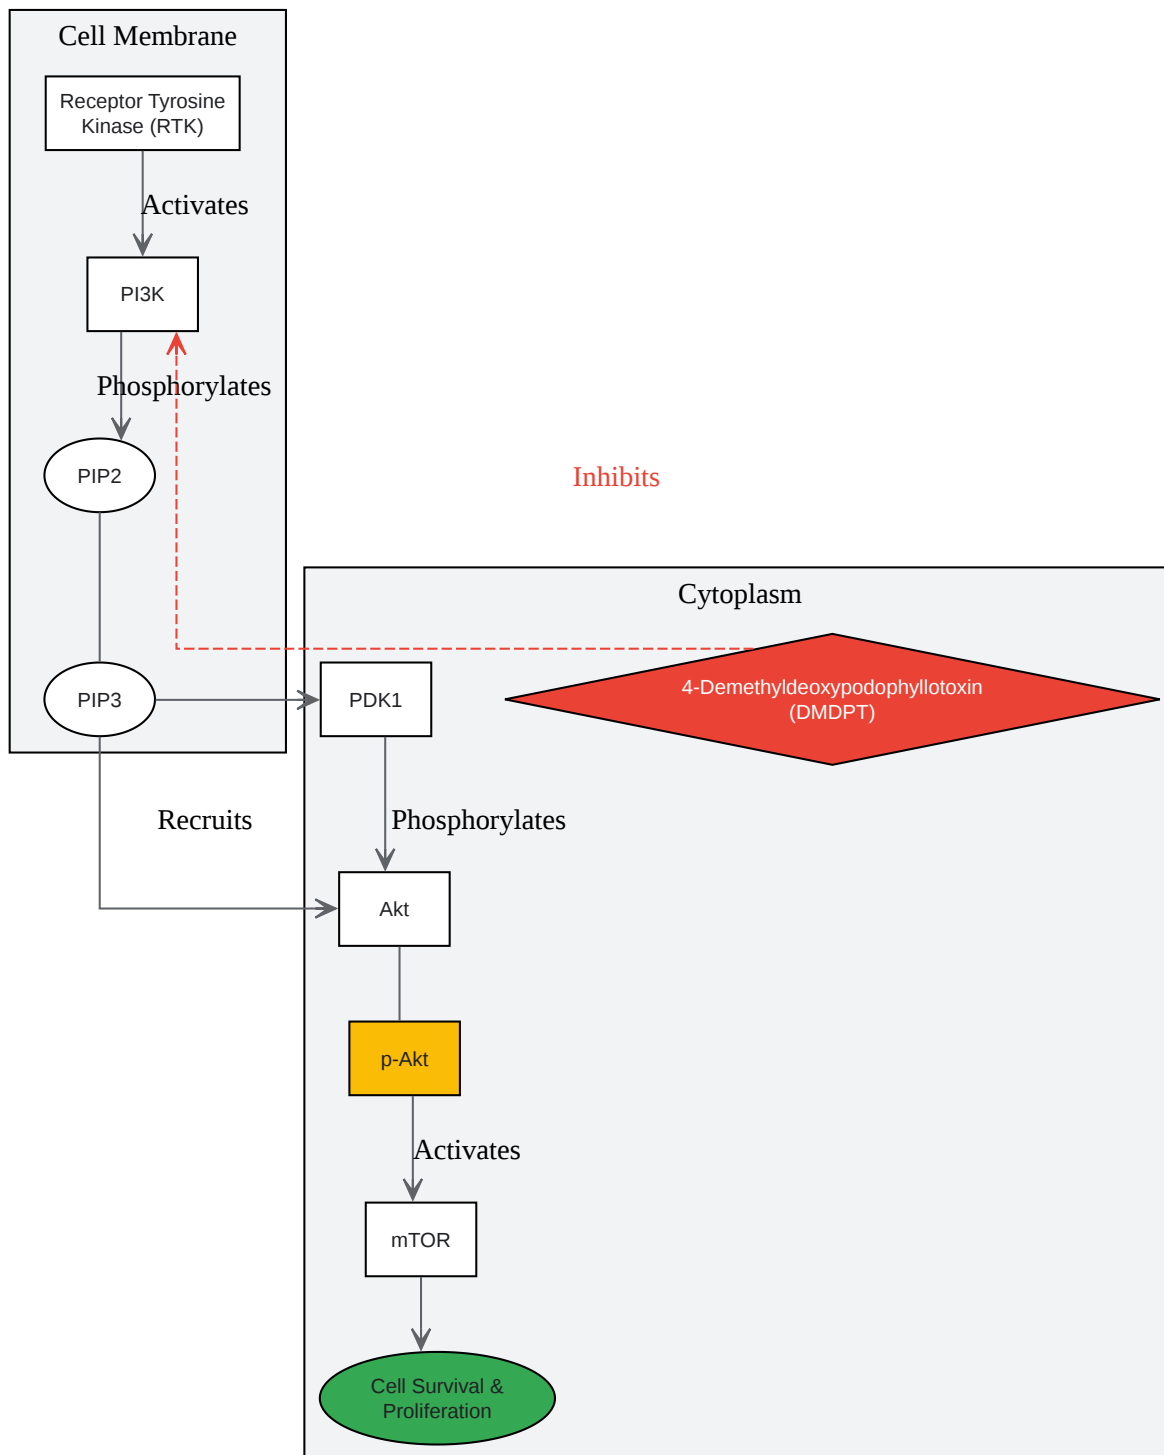 Cell Membrane
Receptor Tyrosine
Kinase (RTK)
Activates
PI3K
Phosphorylates
PIP2
Inhibits
Cytoplasm
PIP3
PDK1
4-Demethyldeoxypodophyllotoxin
(DMDPT)
Recruits
Phosphorylates
Akt
p-Akt
Activates
mTOR
Cell Survival &
Proliferation